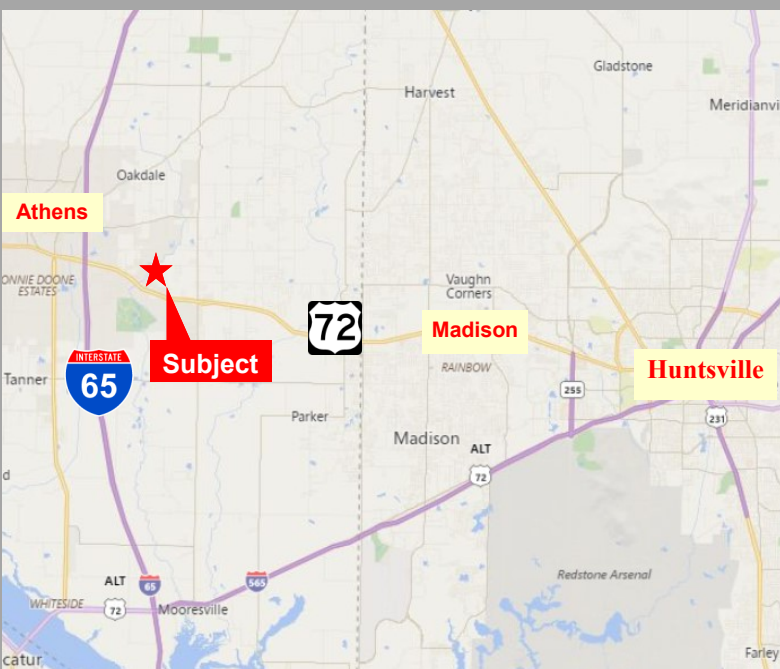 Gladstone
Harvest
Meridianvi
Oakdale
Athens
ONNIE DOONE
ESTATES
Vaughn
Corners
72
Madison
Subject
INTERSTATE
65
Tanner
RAINBOW
Huntsville
255
231
Parker
Madison
ALT
72
d
Redstone Arsenal
ALT
65
565
WHITESIDE
72
Mooresville
catur
Farley